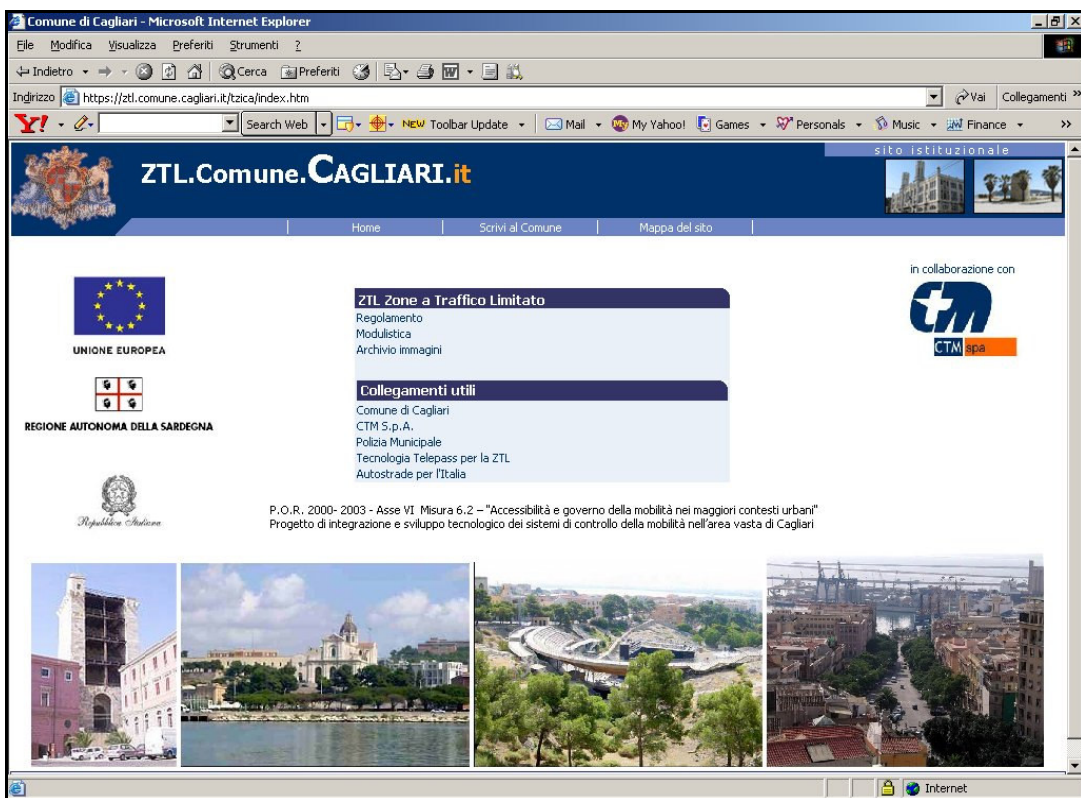 Comune di Cagliari - Microsoft Internet Explorer
File Modifica Visualizza Preferiti Strumenti ?
Indietro Cerca Preferiti
Indirizzo https://ztl.comune.cagliari.it/tzica/index.htm Vai Collegamenti »
Y! Search Web NEW Toolbar Update Mail My Yahoo! Games Personals Music Finance »
sito istituzionale
ZTL.Comune.CAGLIARI.it
Home Scrivi al Comune Mappa del sito
in collaborazione con
UNIONE EUROPEA
ZTL Zone a Traffico Limitato
Regolamento
Modulistica
Archivio immagini
tm
CTM spa
REGIONE AUTONOMA DELLA SARDEGNA
Collegamenti utili
Comune di Cagliari
CTM S.p.A.
Polizia Municipale
Tecnologia Telepass per la ZTL
Autostrade per l'Italia
Repubblica Italiana
P.O.R. 2000- 2003 - Asse VI Misura 6.2 – "Accessibilità e governo della mobilità nei maggiori contesti urbani"
Progetto di integrazione e sviluppo tecnologico dei sistemi di controllo della mobilità nell'area vasta di Cagliari
Internet